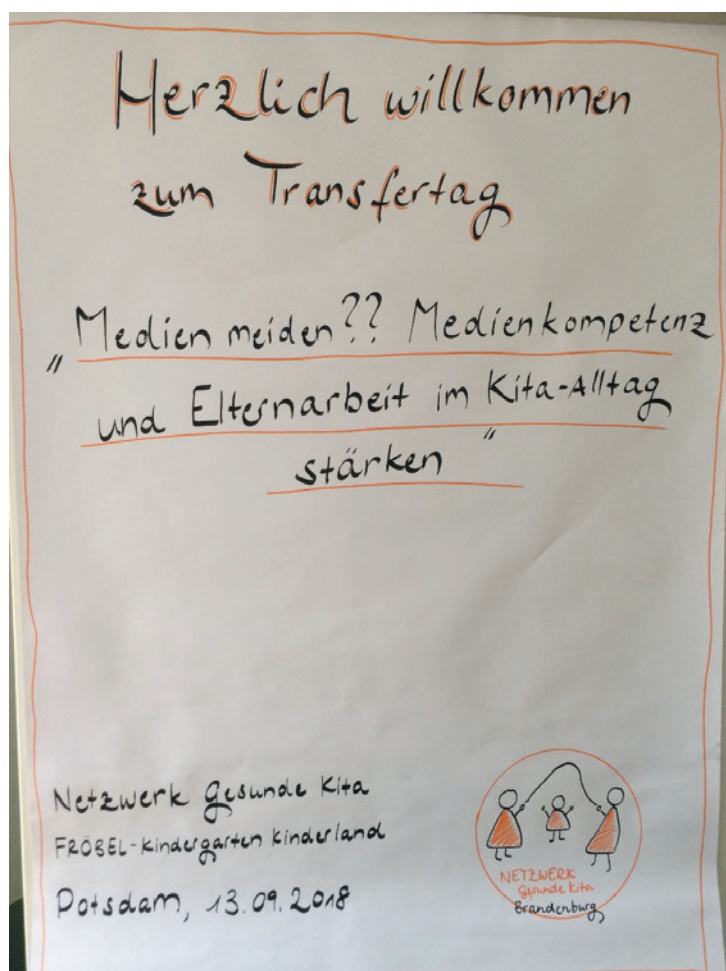 Herzlich willkommen
zum Transfertag
„Medien meiden?? Medienkompetenz
und Elternarbeit im Kita-Alltag
stärken"
Netzwerk Gesunde Kita
FRÖBEL-Kindergarten Kinderland
Potsdam, 13.09.2018
NETZWERK
Gesunde Kita
Brandenburg